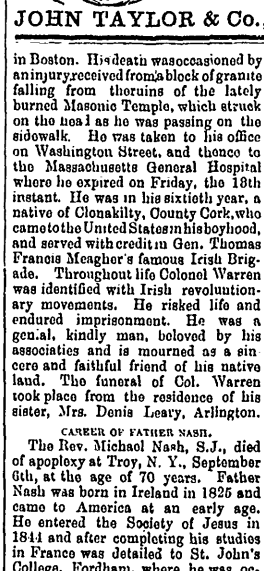 JOHN TAYLOR & Co.,
in Boston. His death was occasioned by
an injury received from a block of granite
falling from the ruins of the lately
burned Masonic Temple, which struck
on the head as he was passing on the
sidewalk. He was taken to his office
on Washington Street, and thence to
the Massachusetts General Hospital
where he expired on Friday, the 18th
instant. He was in his sixtieth year, a
native of Clonakilty, County Cork, who
came to the United States in his boyhood,
and served with credit in Gen. Thomas
Francis Meagher's famous Irish Brig-
ade. Throughout life Colonel Warren
was identified with Irish revoluntion-
ary movements. He risked life and
endured imprisonment. He was a
genial, kindly man, beloved by his
associatics and is mourned as a sin
cere and faithful friend of his native
land. The funeral of Col. Warren
took place from the residence of his
sister, Mrs. Denis Leary, Arlington.
CAREER OF FATHER NASH.
The Rev. Michael Nash, S.J., died
of apoplexy at Troy, N. Y., September
6th, at the age of 70 years. Father
Nash was born in Ireland in 1825 and
came to America at an early age.
He entered the Society of Jesus in
1844 and after completing his studies
in France was detailed to St. John's
College, Fordham, where he was oc-